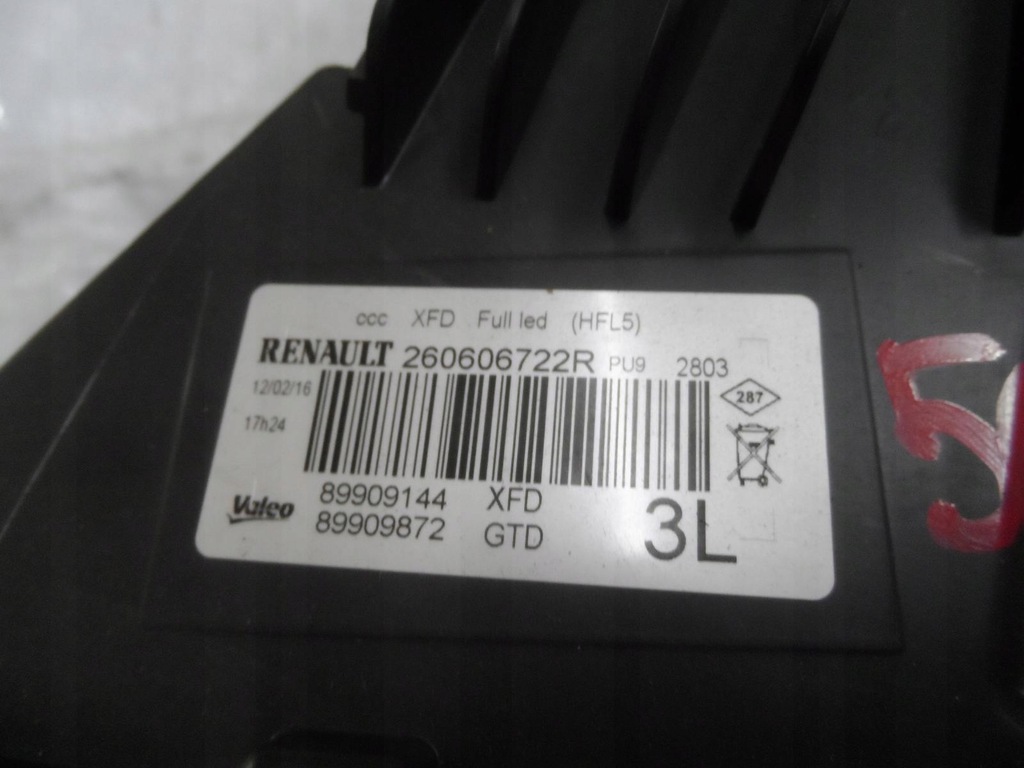 ccc XFD Full led (HFL5)
RENAULT 260606722R PU9 2803
12/02/16
287
17h24
89909144 XFD
Valeo
89909872 GTD
3L
5